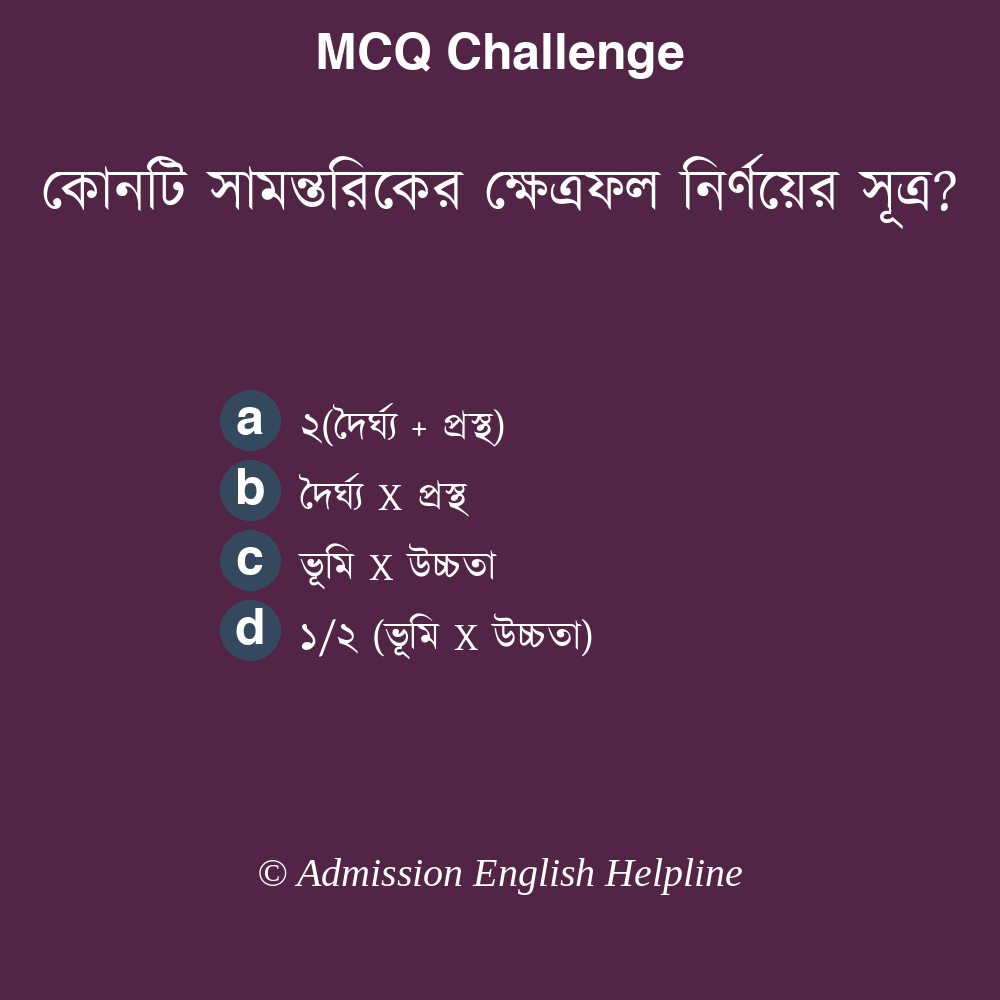 MCQ Challenge
কোনটি সামন্তরিকের ক্ষেত্রফল নির্ণয়ের সূত্র?
a ২(দৈর্ঘ্য + প্রস্থ)
b দৈর্ঘ্য X প্রস্থ
c ভূমি X উচ্চতা
d ১/২ (ভূমি X উচ্চতা)
© Admission English Helpline